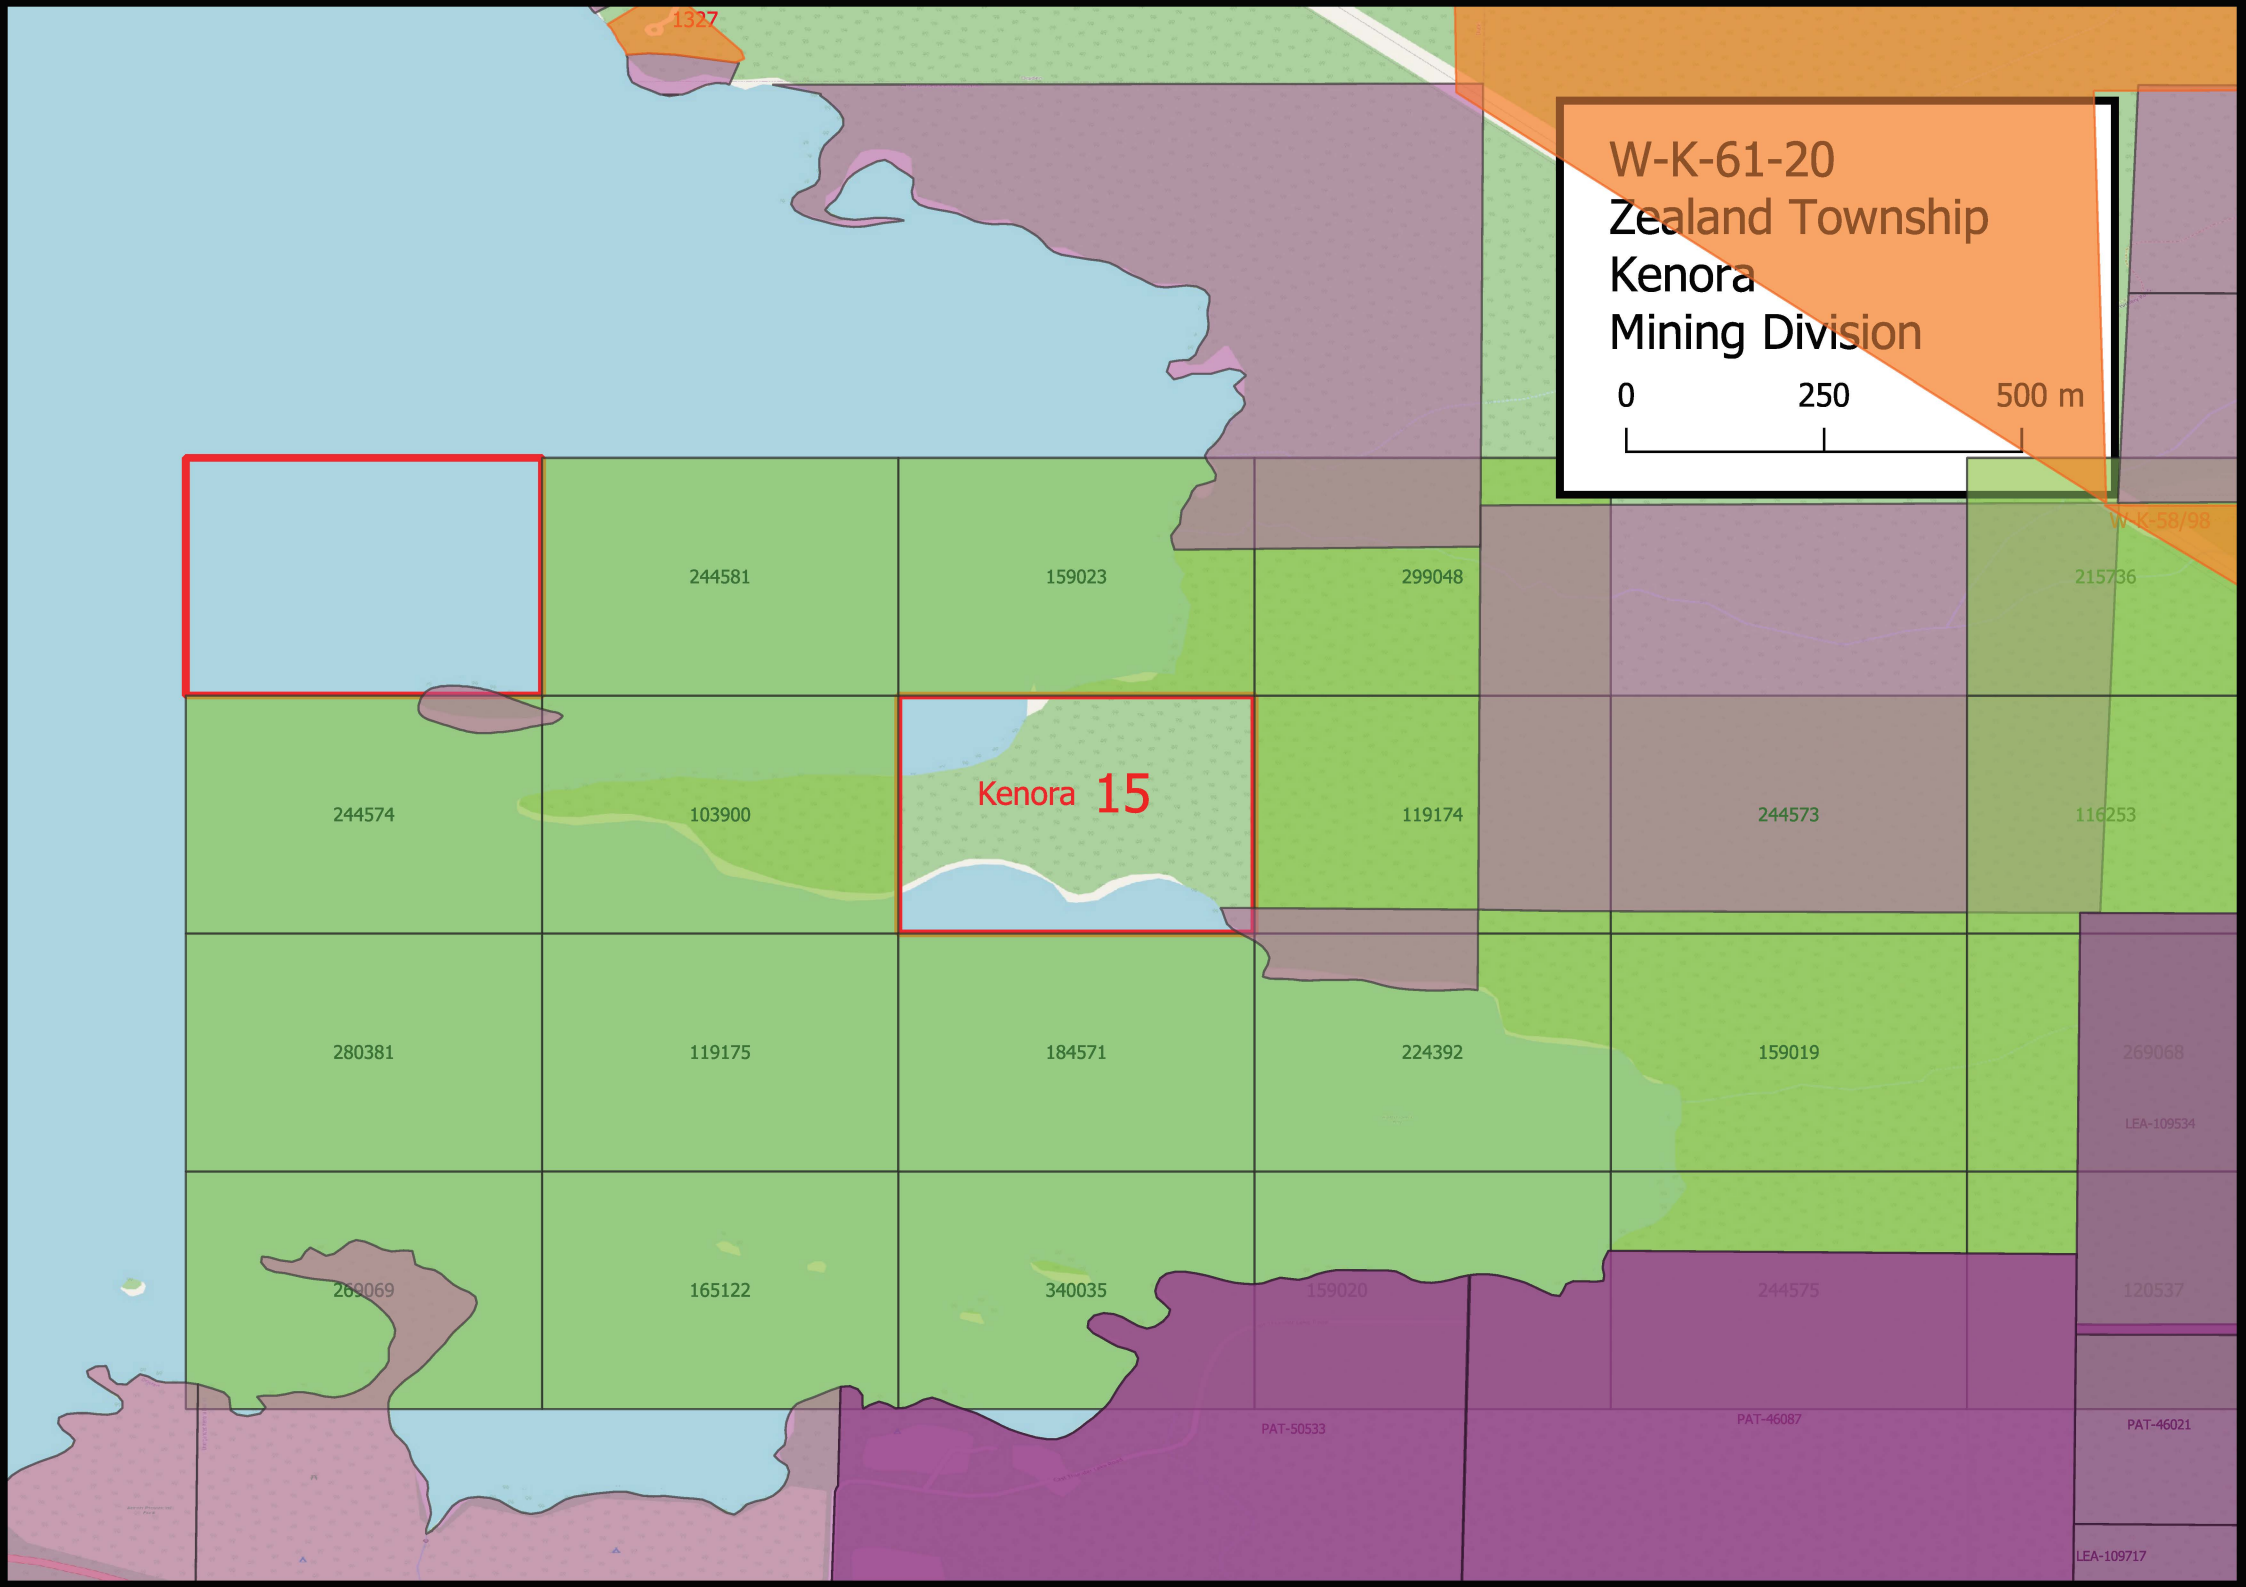 1327
W-K-61-20
Zealand Township
Kenora
Mining Division
0 250 500 m
W-K-58/98
244581 159023 299048 215736
Kenora 15
244574 103900 119174 244573 116253
280381 119175 184571 224392 159019 269068
LEA-109534
269069 165122 340035 159020 244575 120537
PAT-50533 PAT-46087 PAT-46021
LEA-109717